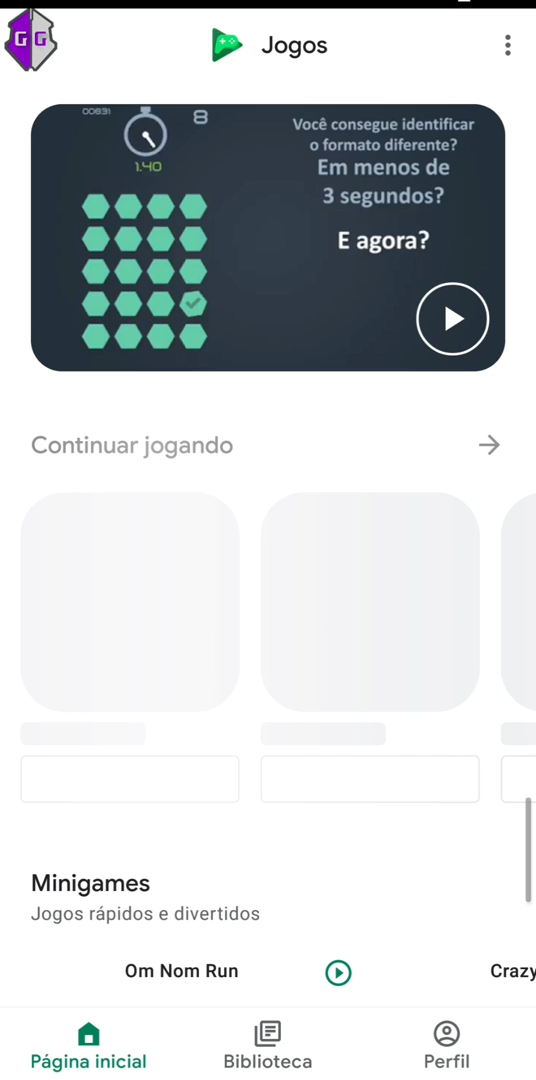 GG
Jogos
00631
8
1.40
Você consegue identificar
o formato diferente?
Em menos de
3 segundos?
E agora?
Continuar jogando
Minigames
Jogos rápidos e divertidos
Om Nom Run
Crazy
Página inicial
Biblioteca
Perfil